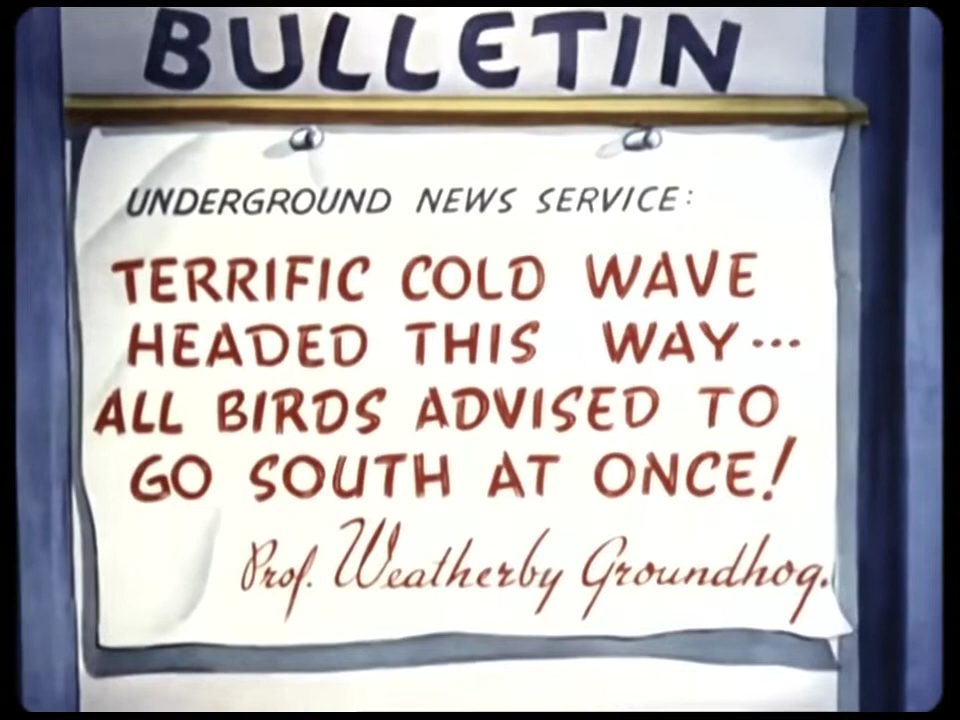 BULLETIN
UNDERGROUND NEWS SERVICE:
TERRIFIC COLD WAVE
HEADED THIS WAY...
ALL BIRDS ADVISED TO
GO SOUTH AT ONCE!
Prof. Weatherby Groundhog.